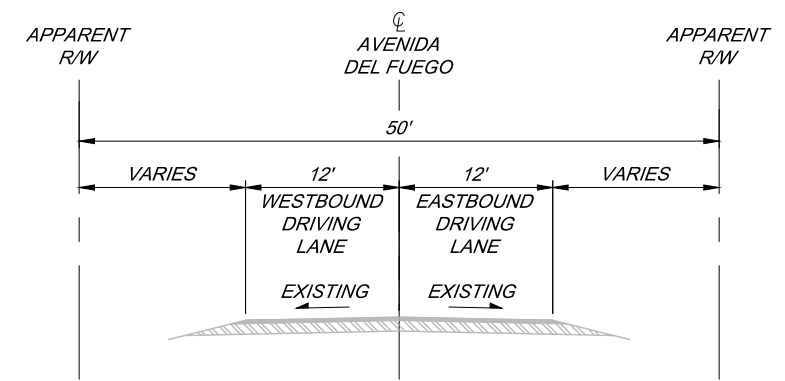 ℄
APPARENT
R/W
AVENIDA
DEL FUEGO
APPARENT
R/W
50'
VARIES
12'
12'
VARIES
WESTBOUND
DRIVING
LANE
EASTBOUND
DRIVING
LANE
EXISTING
EXISTING